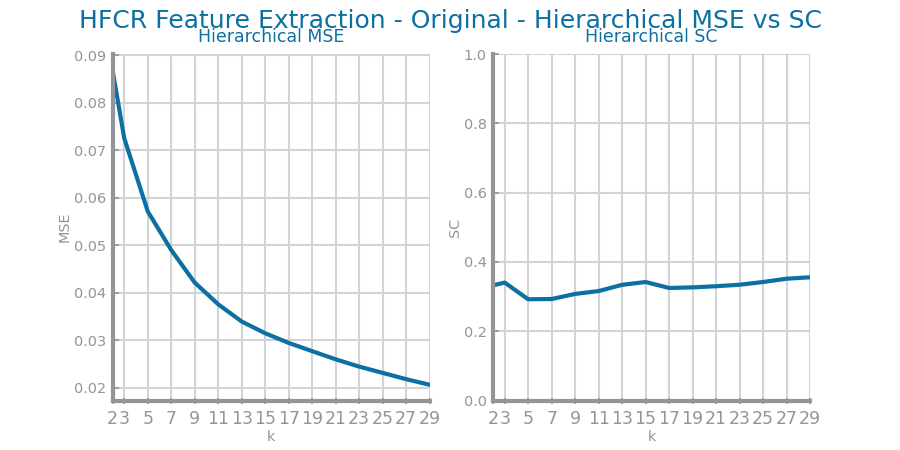 HFCR Feature Extraction - Original - Hierarchical MSE vs SC
Hierarchical MSE
0.09
0.08
0.07
0.06
0.05
0.04
0.03
0.02
MSE
2 3 5 7 9 11 13 15 17 19 21 23 25 27 29
k
Hierarchical SC
1.0
0.8
0.6
0.4
0.2
0.0
SC
2 3 5 7 9 11 13 15 17 19 21 23 25 27 29
k